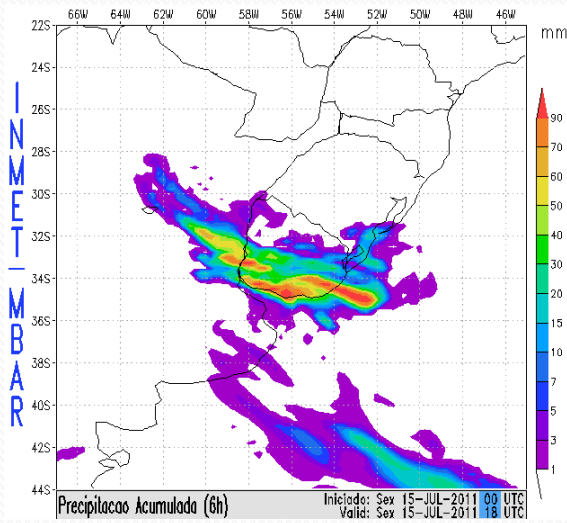 66W 64W 62W 60W 58W 56W 54W 52W 50W 48W 46W
mm
22S
24S
26S
28S
30S
32S
34S
36S
38S
40S
42S
44S
INMET-MBAR
90
70
60
50
40
30
20
15
10
7
5
3
1
Precipitacao Acumulada (6h)
Iniciado: Sex 15-JUL-2011 00 UTC
Valid: Sex 15-JUL-2011 18 UTC